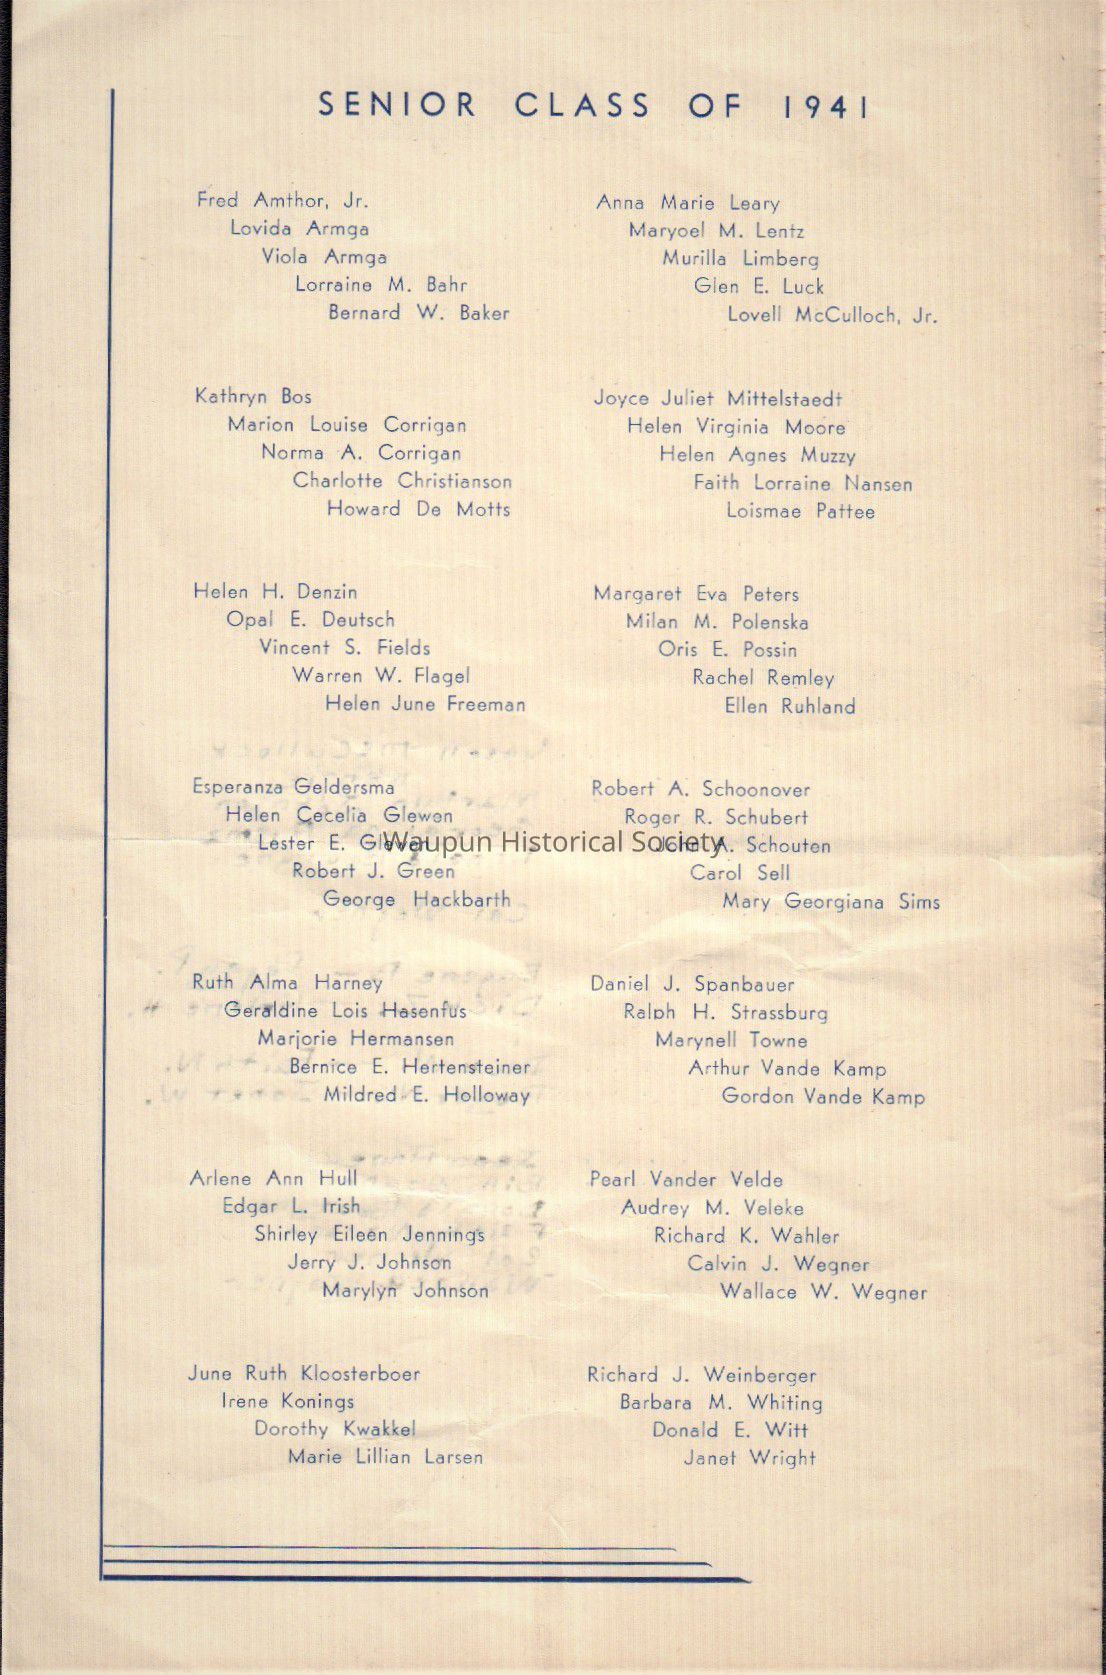 SENIOR CLASS OF 1941
Fred Amthor, Jr.
Lovida Armga
Viola Armga
Lorraine M. Bahr
Bernard W. Baker
Kathryn Bos
Marion Louise Corrigan
Norma A. Corrigan
Charlotte Christianson
Howard De Motts
Helen H. Denzin
Opal E. Deutsch
Vincent S. Fields
Warren W. Flagel
Helen June Freeman
Esperanza Geldersma
Helen Cecelia Glewen
Lester E. Glewen
Robert J. Green
George Hackbarth
Ruth Alma Harney
Geraldine Lois Hasenfus
Marjorie Hermansen
Bernice E. Hertensteiner
Mildred E. Holloway
Arlene Ann Hull
Edgar L. Irish
Shirley Eileen Jennings
Jerry J. Johnson
Marylyn Johnson
June Ruth Kloosterboer
Irene Konings
Dorothy Kwakkel
Marie Lillian Larsen
Anna Marie Leary
Maryoel M. Lentz
Murilla Limberg
Glen E. Luck
Lovell McCulloch, Jr.
Joyce Juliet Mittelstaedt
Helen Virginia Moore
Helen Agnes Muzzy
Faith Lorraine Nansen
Loismae Pattee
Margaret Eva Peters
Milan M. Polenska
Oris E. Possin
Rachel Remley
Ellen Ruhland
Robert A. Schoonover
Roger R. Schubert
John A. Schouten
Carol Sell
Mary Georgiana Sims
Daniel J. Spanbauer
Ralph H. Strassburg
Marynell Towne
Arthur Vande Kamp
Gordon Vande Kamp
Pearl Vander Velde
Audrey M. Veleke
Richard K. Wahler
Calvin J. Wegner
Wallace W. Wegner
Richard J. Weinberger
Barbara M. Whiting
Donald E. Witt
Janet Wright
Waupun Historical Society